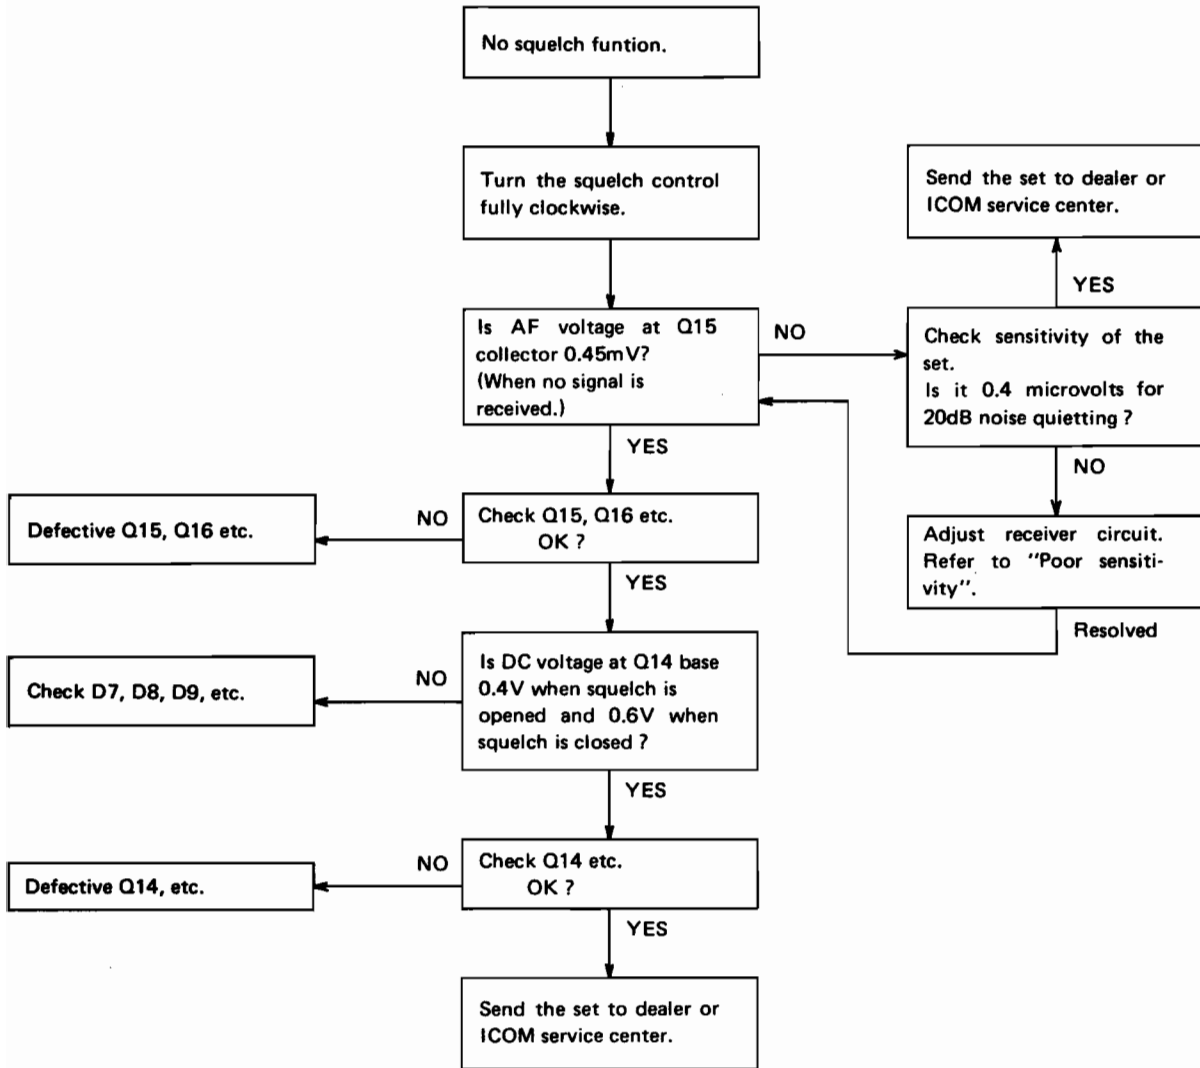 No squelch funtion.
Turn the squelch control
fully clockwise.
Is AF voltage at Q15
collector 0.45mV?
(When no signal is
received.)
NO
YES
Send the set to dealer or
ICOM service center.
YES
Check sensitivity of the
set.
Is it 0.4 microvolts for
20dB noise quietting ?
NO
Adjust receiver circuit.
Refer to "Poor sensiti-
vity".
Resolved
Check Q15, Q16 etc.
OK ?
NO
Defective Q15, Q16 etc.
YES
Is DC voltage at Q14 base
0.4V when squelch is
opened and 0.6V when
squelch is closed ?
NO
Check D7, D8, D9, etc.
YES
Check Q14 etc.
OK ?
NO
Defective Q14, etc.
YES
Send the set to dealer or
ICOM service center.